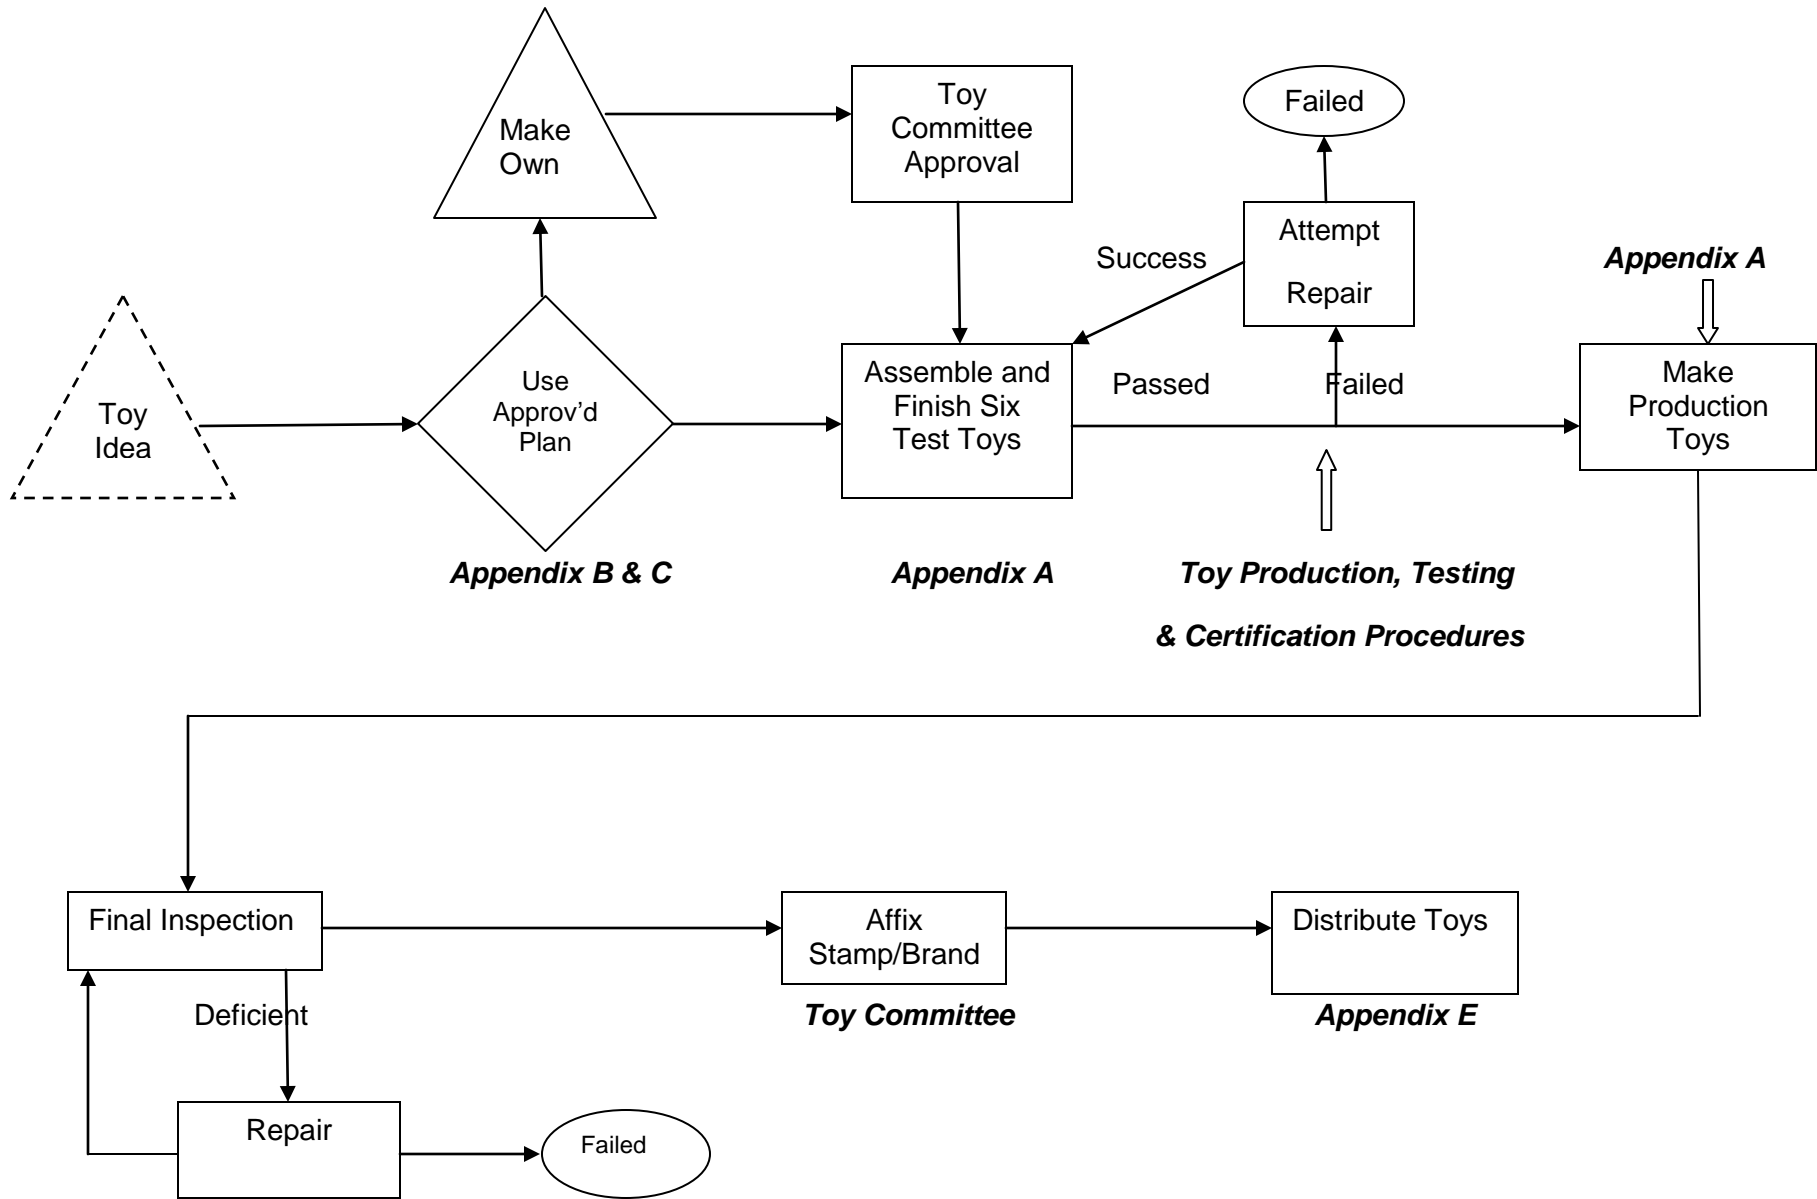 Make
Own
Toy
Committee
Approval
Failed
Attempt
Repair
Success
Appendix A
Toy
Idea
Use
Approv’d
Plan
Assemble and
Finish Six
Test Toys
Passed
Failed
Make
Production
Toys
Appendix B & C
Appendix A
Toy Production, Testing
& Certification Procedures
Final Inspection
Affix
Stamp/Brand
Distribute Toys
Deficient
Toy Committee
Appendix E
Repair
Failed